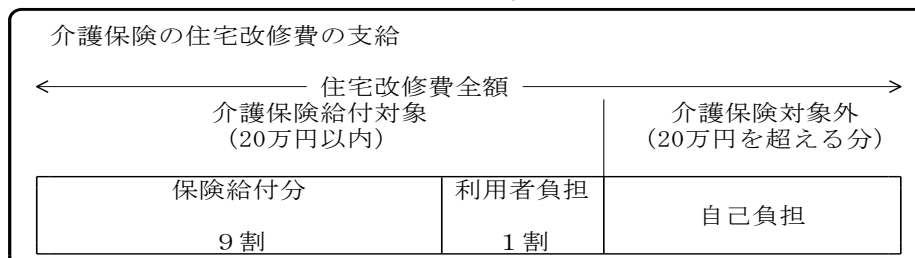 介護保険の住宅改修費の支給
住宅改修費全額
介護保険給付対象
(20万円以内)
介護保険対象外
(20万円を超える分)
保険給付分
9割
利用者負担
1割
自己負担